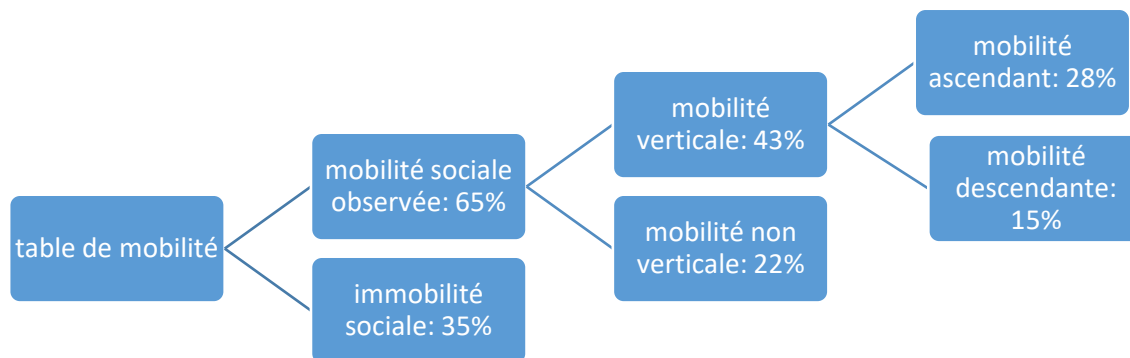 table de mobilité
mobilité sociale
observée: 65%
immobilité
sociale: 35%
mobilité
verticale: 43%
mobilité non
verticale: 22%
mobilité
ascendant: 28%
mobilité
descendante:
15%